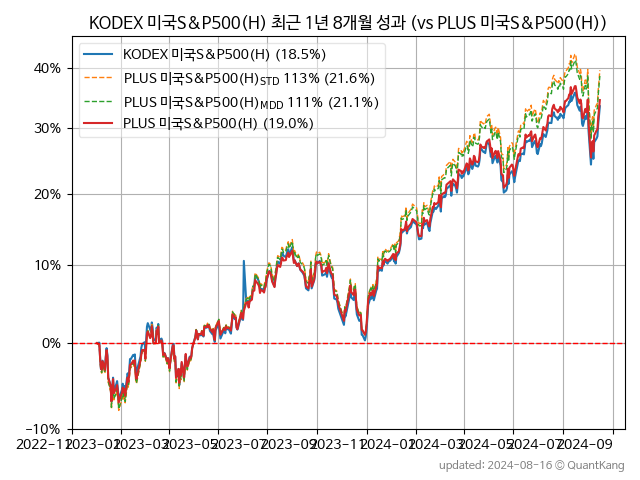 KODEX 미국S&P500(H) 최근 1년 8개월 성과 (vs PLUS 미국S&P500(H))
KODEX 미국S&P500(H) (18.5%)
PLUS 미국S&P500(H)STD 113% (21.6%)
PLUS 미국S&P500(H)MDD 111% (21.1%)
PLUS 미국S&P500(H) (19.0%)
40%
30%
20%
10%
0%
−10%
2022-11 2023-01 2023-03 2023-05 2023-07 2023-09 2023-11 2024-01 2024-03 2024-05 2024-07 2024-09
updated: 2024-08-16 © QuantKang